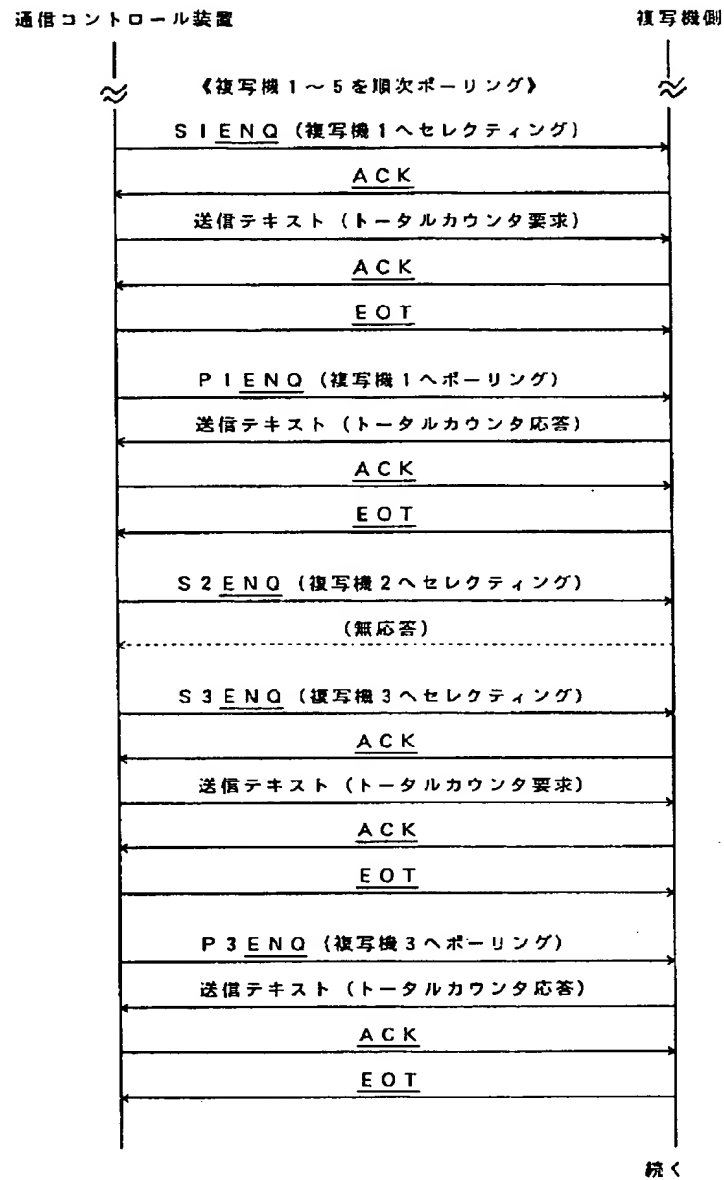 通信コントロール装置 複写機側
《複写機1〜5を順次ポーリング》
S1ENQ(複写機1へセレクティング)
ACK
送信テキスト(トータルカウンタ要求)
ACK
EOT
P1ENQ(複写機1へポーリング)
送信テキスト(トータルカウンタ応答)
ACK
EOT
S2ENQ(複写機2へセレクティング)
(無応答)
S3ENQ(複写機3へセレクティング)
ACK
送信テキスト(トータルカウンタ要求)
ACK
EOT
P3ENQ(複写機3へポーリング)
送信テキスト(トータルカウンタ応答)
ACK
EOT
続く